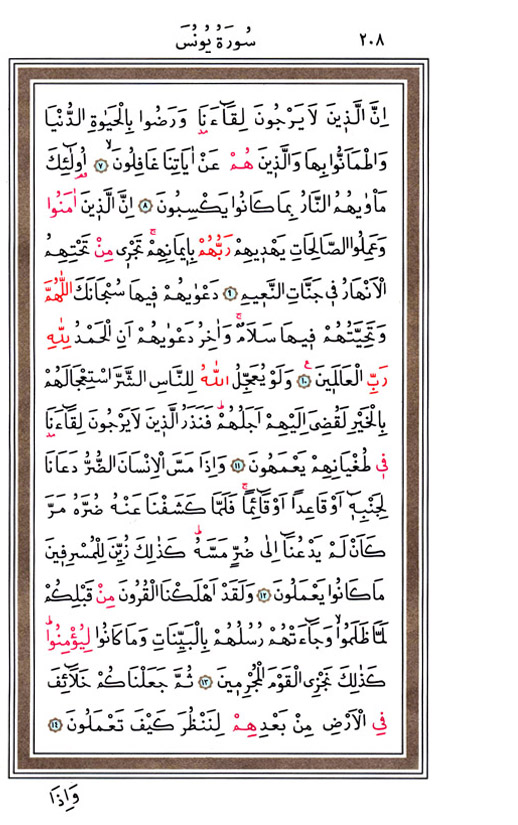 ٢٠٨
سُورَةُ يُونُسَ
اِنَّ الَّذٖينَ لَا يَرْجُونَ لِقَٓاءَنَا وَرَضُوا بِالْحَيٰوةِ الدُّنْيَا
وَاطْمَاَنُّوا بِهَا وَالَّذٖينَ هُمْ عَنْ اٰيَاتِنَا غَافِلُونَۙ ٧ اُو۬لٰٓئِكَ
مَاْوٰيهُمُ النَّارُ بِمَا كَانُوا يَكْسِبُونَ ٨ اِنَّ الَّذٖينَ اٰمَنُوا
وَعَمِلُوا الصَّالِحَاتِ يَهْدٖيهِمْ رَبُّهُمْ بِاٖيمَانِهِمْۚ تَجْرٖى مِنْ تَحْتِهِمُ
الْاَنْهَارُ فٖى جَنَّاتِ النَّعٖيمِ ٩ دَعْوٰيهُمْ فٖيهَا سُبْحَانَكَ اللّٰهُمَّ
وَتَحِيَّتُهُمْ فٖيهَا سَلَامٌۚ وَاٰخِرُ دَعْوٰيهُمْ اَنِ الْحَمْدُ لِلّٰهِ
رَبِّ الْعَالَمٖينَࣖ ١٠ وَلَوْ يُعَجِّلُ اللّٰهُ لِلنَّاسِ الشَّرَّ اسْتِعْجَالَهُمْ
بِالْخَيْرِ لَقُضِىَ اِلَيْهِمْ اَجَلُهُمْۜ فَنَذَرُ الَّذٖينَ لَا يَرْجُونَ لِقَٓاءَنَا
فٖى طُغْيَانِهِمْ يَعْمَهُونَ ١١ وَاِذَا مَسَّ الْاِنْسَانَ الضُّرُّ دَعَانَا
لِجَنْبِهٖٓ اَوْ قَاعِدًا اَوْ قَٓائِمًاۚ فَلَمَّا كَشَفْنَا عَنْهُ ضُرَّهُ مَرَّ
كَاَنْ لَمْ يَدْعُنَٓا اِلٰى ضُرٍّ مَسَّهُۜ كَذٰلِكَ زُيِّنَ لِلْمُسْرِفٖينَ
مَا كَانُوا يَعْمَلُونَ ١٢ وَلَقَدْ اَهْلَكْنَا الْقُرُونَ مِنْ قَبْلِكُمْ
لَمَّا ظَلَمُواۙ وَجَٓاءَتْهُمْ رُسُلُهُمْ بِالْبَيِّنَاتِ وَمَا كَانُوا لِيُؤْمِنُواۜ
كَذٰلِكَ نَجْزِى الْقَوْمَ الْمُجْرِمٖينَ ١٣ ثُمَّ جَعَلْنَاكُمْ خَلَٓائِفَ
فِى الْاَرْضِ مِنْ بَعْدِهِمْ لِنَنْظُرَ كَيْفَ تَعْمَلُونَ ١٤
وَاِذَا